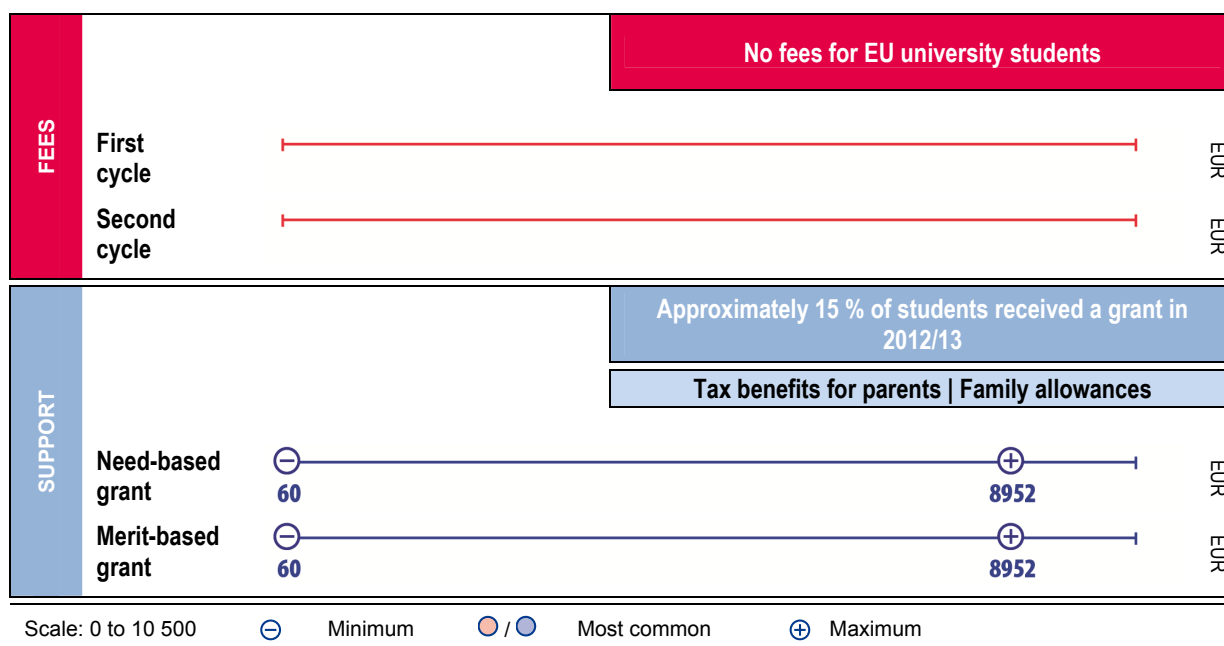 No fees for EU university students
FEES
First
cycle
EUR
Second
cycle
EUR
Approximately 15 % of students received a grant in
2012/13
Tax benefits for parents | Family allowances
SUPPORT
Need-based
grant
60
8952
EUR
Merit-based
grant
60
8952
EUR
Scale: 0 to 10 500 Minimum / Most common Maximum